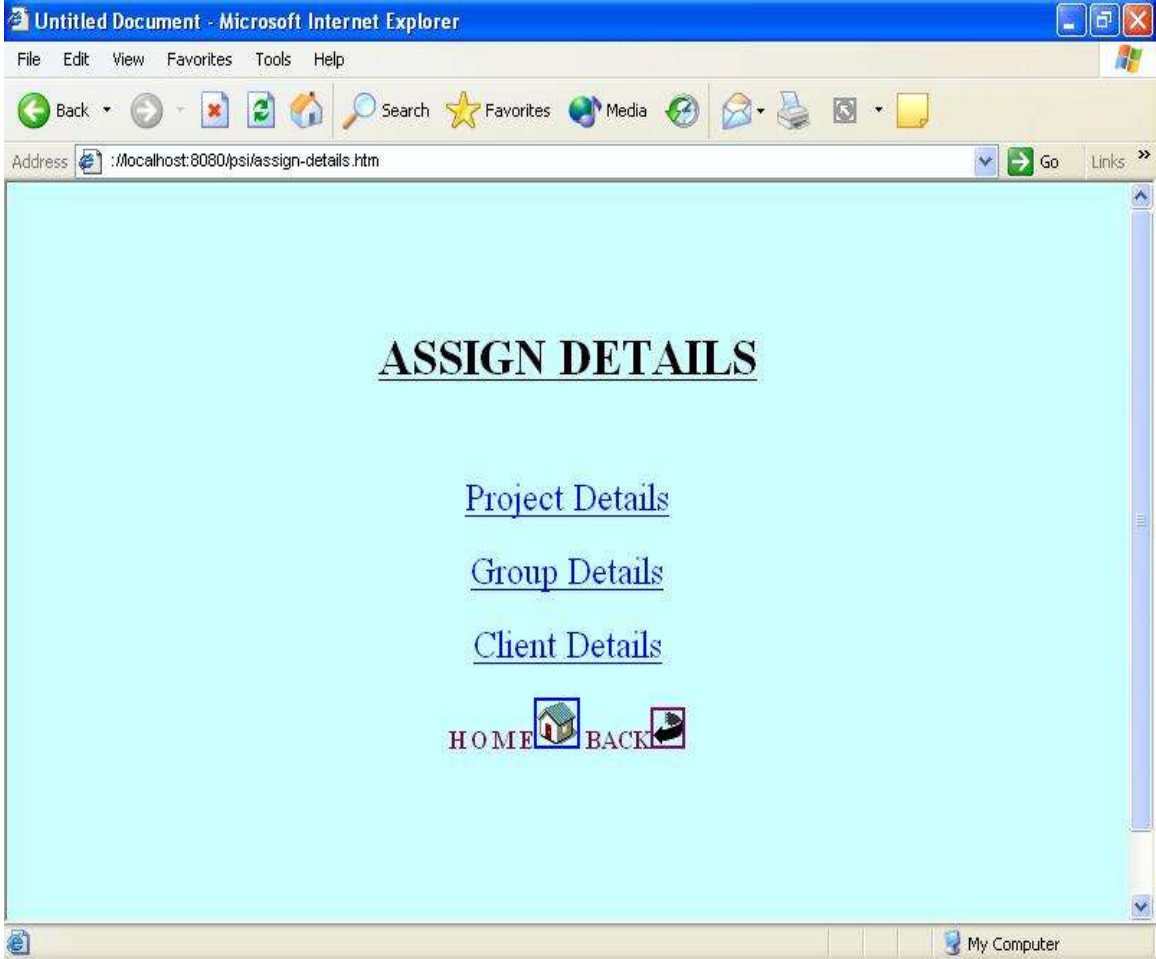 Untitled Document - Microsoft Internet Explorer
File Edit View Favorites Tools Help
Back Search Favorites Media
Address ://localhost:8080/psi/assign-details.htm Go Links »
ASSIGN DETAILS
Project Details
Group Details
Client Details
HOME BACK
My Computer